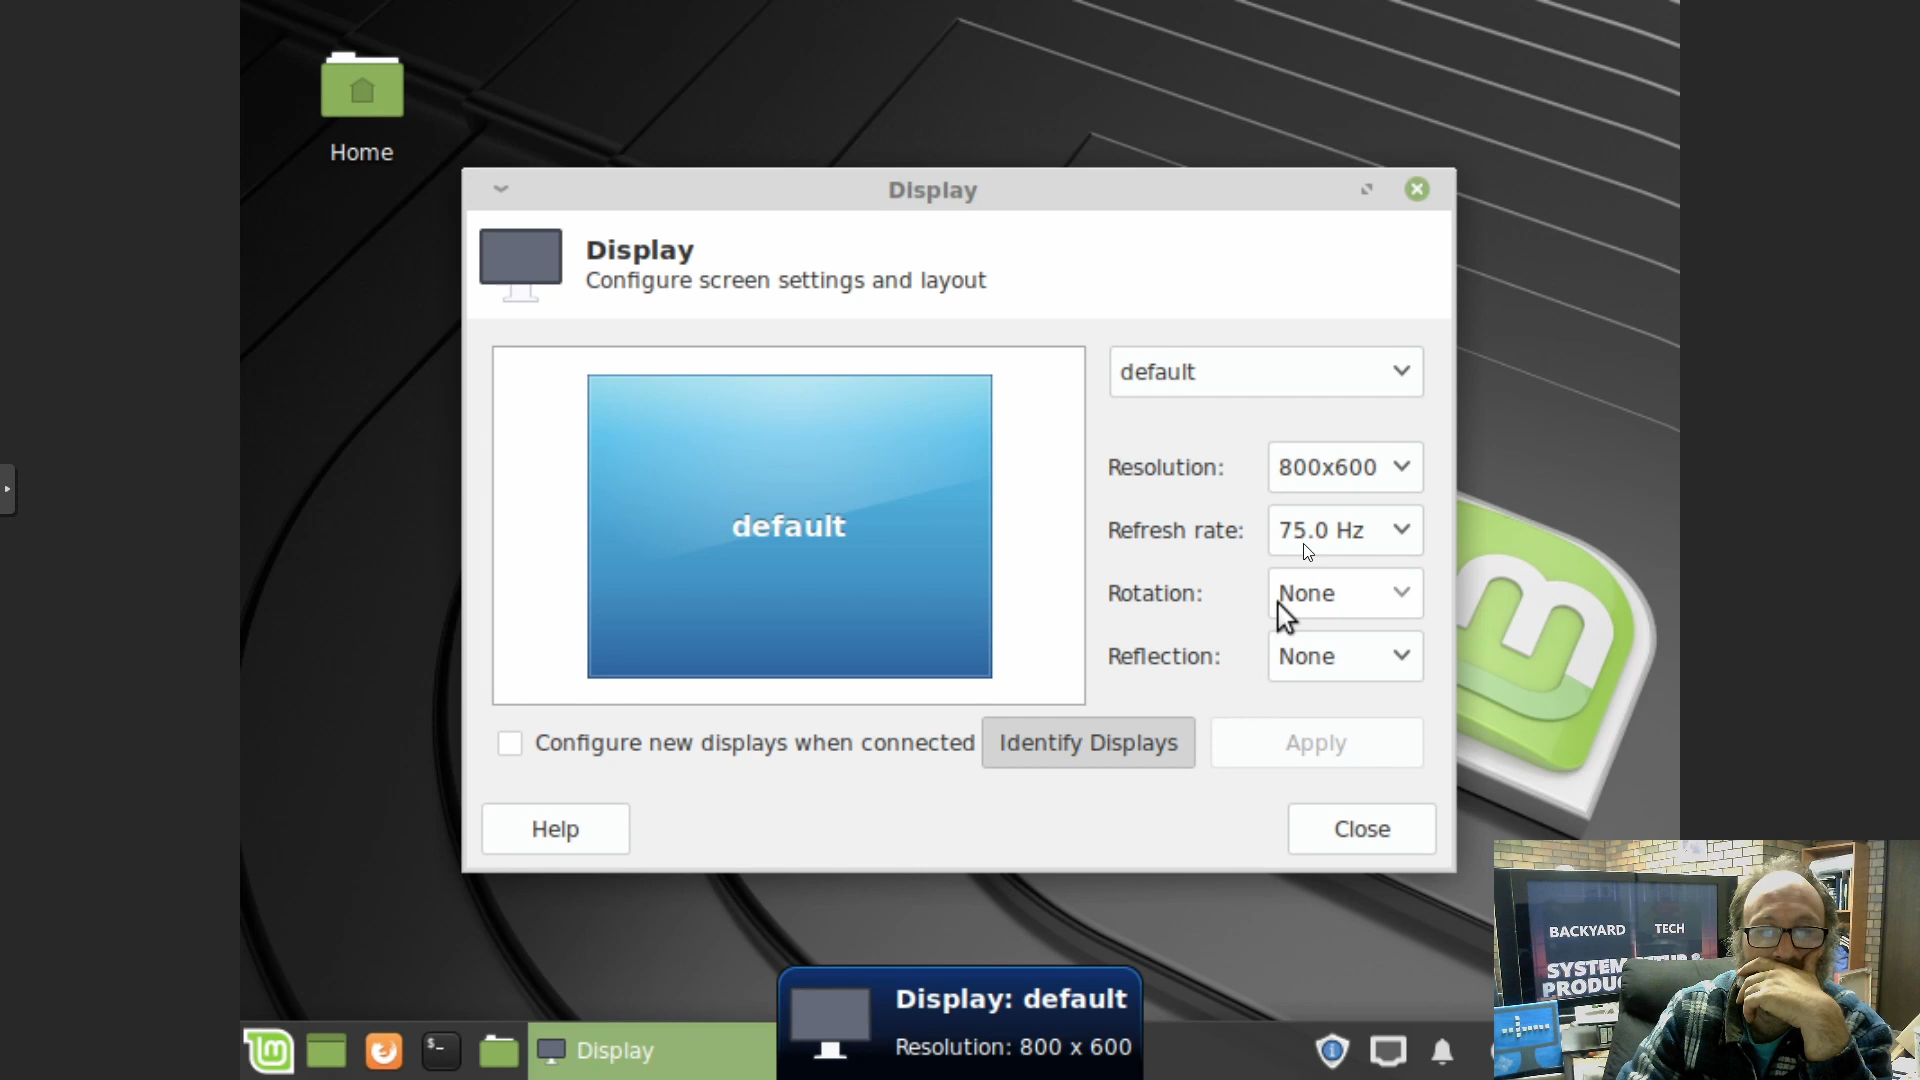 Home
Display
Display
Configure screen settings and layout
default
default
Resolution: 800x600
Refresh rate: 75.0 Hz
Rotation: None
Reflection: None
Configure new displays when connected
Identify Displays
Apply
Help
Close
Display: default
Resolution: 800 x 600
$-
Display
BACKYARD TECH
SYSTEM